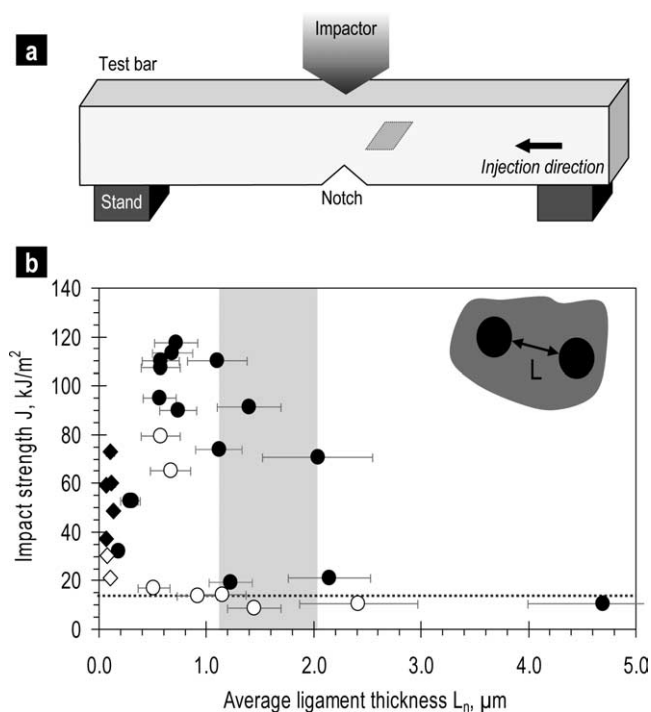 a
Impactor
Test bar
Injection direction
Stand
Notch
b
140
120
100
80
60
40
20
0
Impact strength J, kJ/m²
L
0.0
1.0
2.0
3.0
4.0
5.0
Average ligament thickness Lₙ, µm